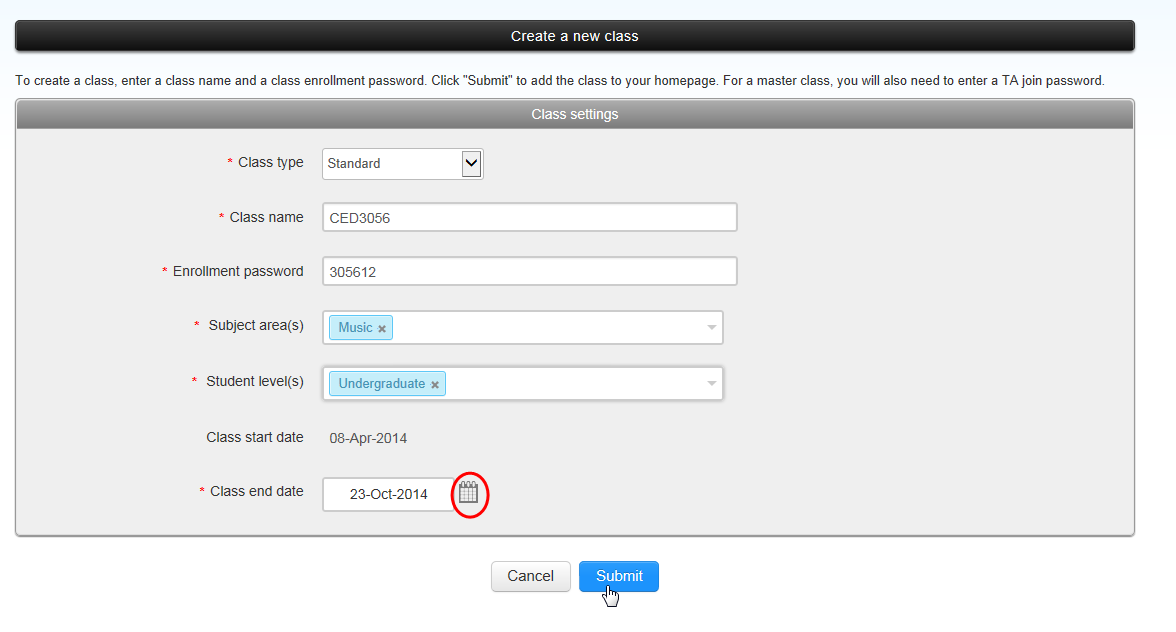 Create a new class
To create a class, enter a class name and a class enrollment password. Click "Submit" to add the class to your homepage. For a master class, you will also need to enter a TA join password.
Class settings
* Class type Standard
* Class name CED3056
* Enrollment password 305612
* Subject area(s) Music ×
* Student level(s) Undergraduate ×
Class start date 08-Apr-2014
* Class end date 23-Oct-2014
Cancel Submit